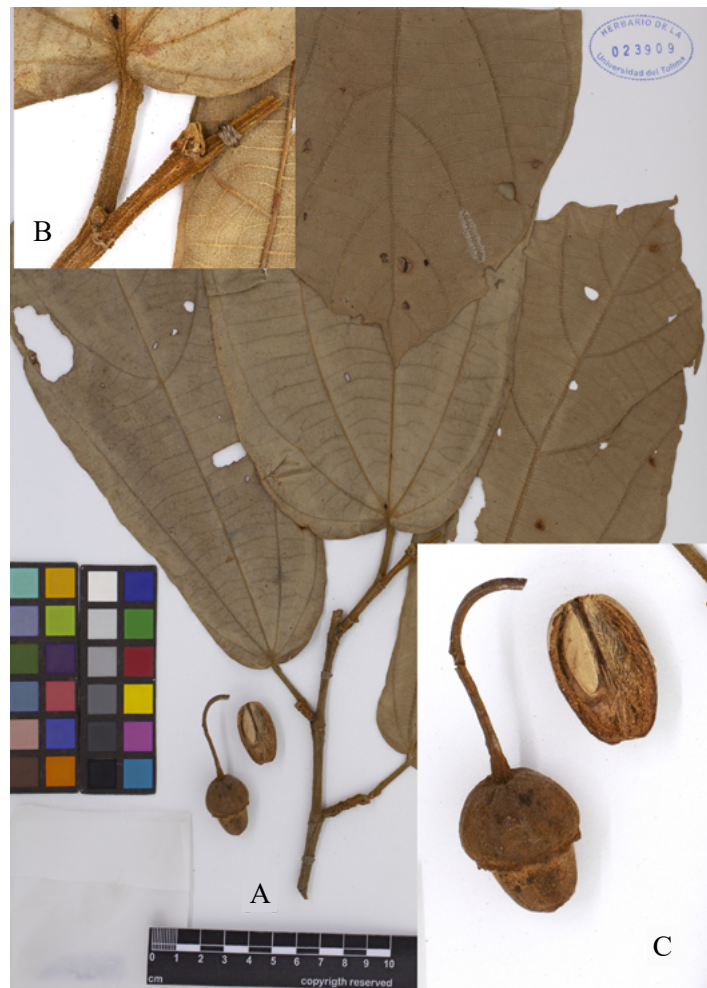 HERBARIO DE LA
023909
Universidad del Tolima
B
A
C
0 1 2 3 4 5 6 7 8 9 10
cm
copyrigth reserved